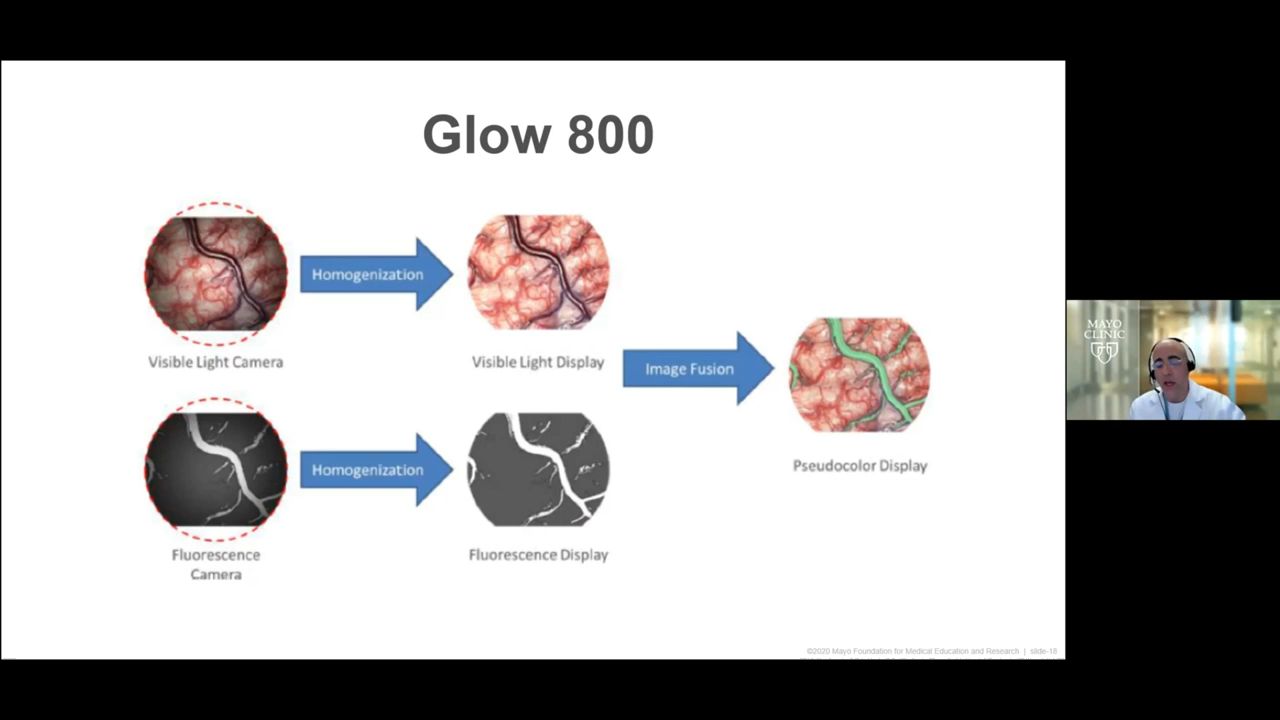 Glow 800
Homogenization
Visible Light Camera
Visible Light Display
Image Fusion
Pseudocolor Display
Homogenization
Fluorescence
Camera
Fluorescence Display
MAYO
CLINIC
©2020 Mayo Foundation for Medical Education and Research | slide-18